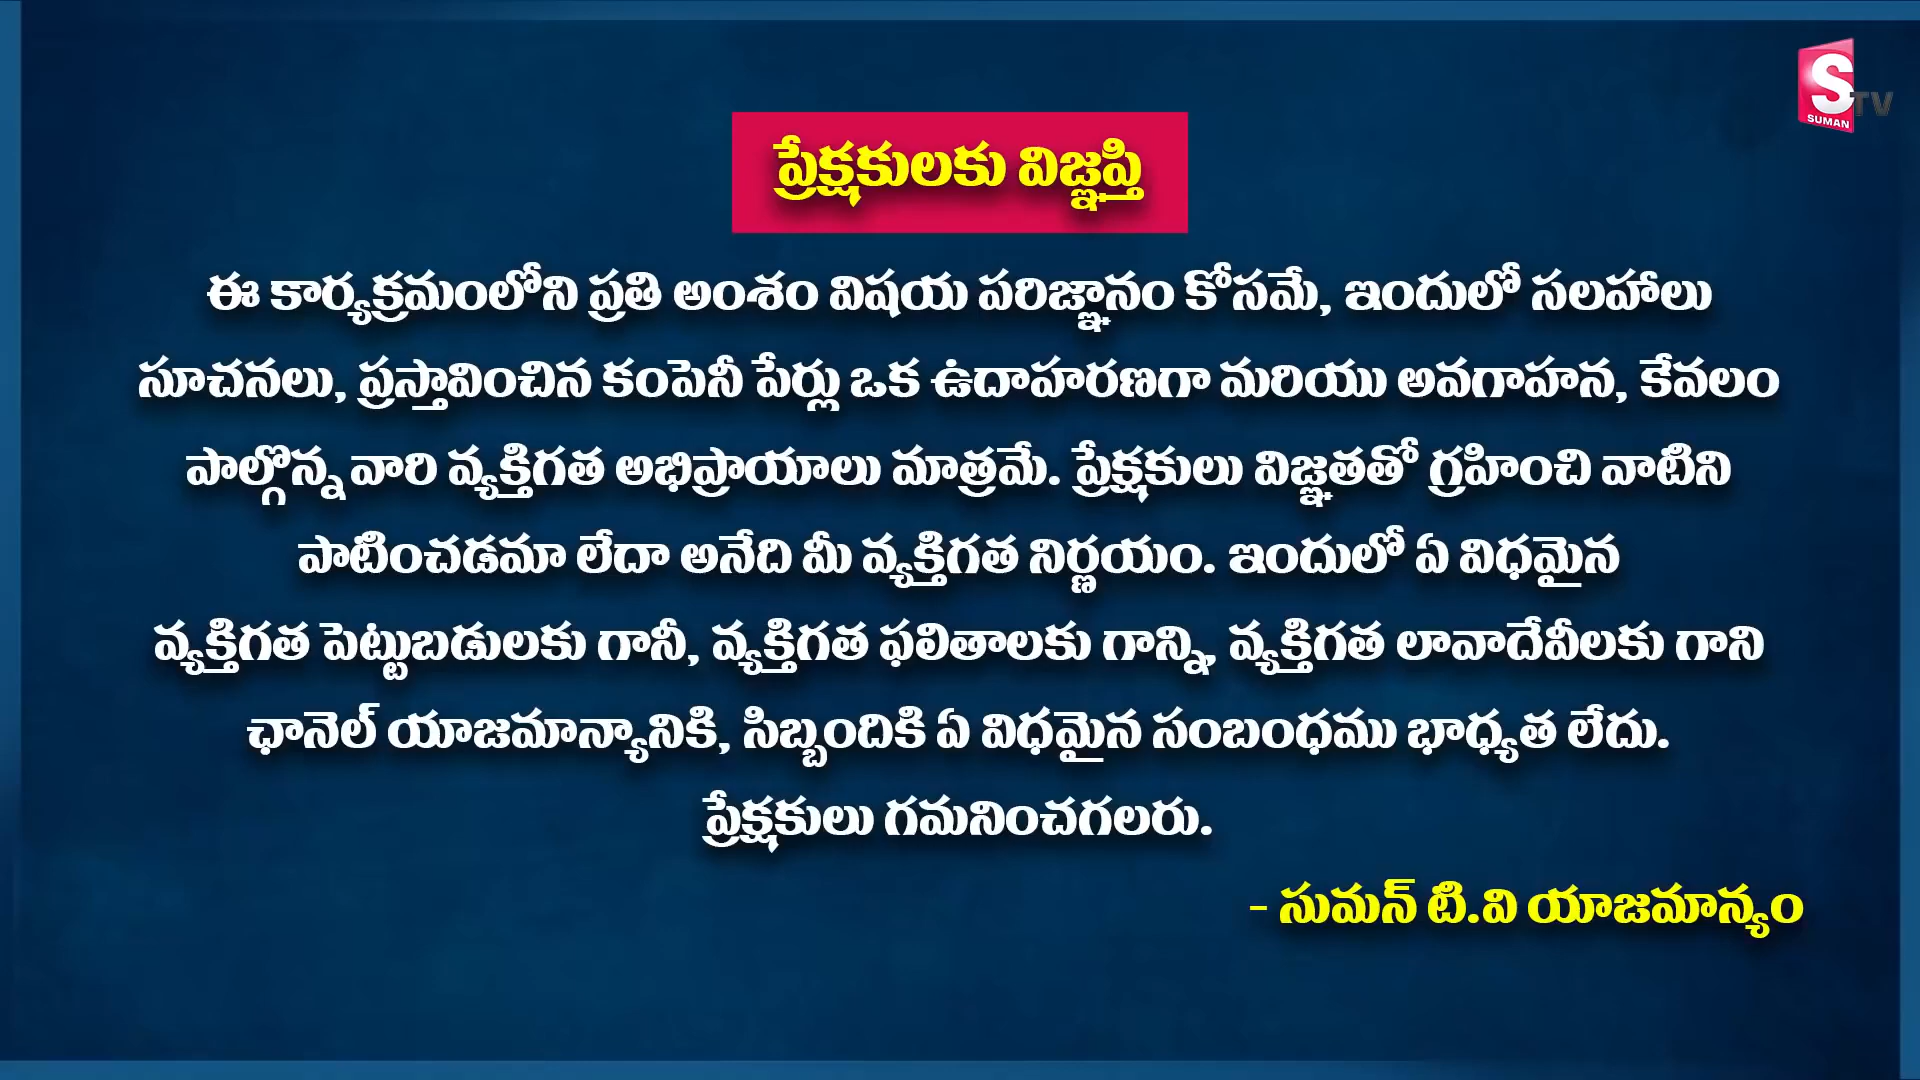 S TV
SUMAN
ప్రేక్షకులకు విజ్ఞప్తి
ఈ కార్యక్రమంలోని ప్రతి అంశం విషయ పరిజ్ఞానం కోసమే, ఇందులో సలహాలు
సూచనలు, ప్రస్తావించిన కంపెనీ పేర్లు ఒక ఉదాహరణగా మరియు అవగాహన, కేవలం
పాల్గొన్న వారి వ్యక్తిగత అభిప్రాయాలు మాత్రమే. ప్రేక్షకులు విజ్ఞతతో గ్రహించి వాటిని
పాటించడమా లేదా అనేది మీ వ్యక్తిగత నిర్ణయం. ఇందులో ఏ విధమైన
వ్యక్తిగత పెట్టుబడులకు గానీ, వ్యక్తిగత ఫలితాలకు గాన్ని, వ్యక్తిగత లావాదేవీలకు గాని
ఛానెల్ యాజమాన్యానికి, సిబ్బందికి ఏ విధమైన సంబంధము భాధ్యత లేదు.
ప్రేక్షకులు గమనించగలరు.
- సుమన్ టి.వి యాజమాన్యం